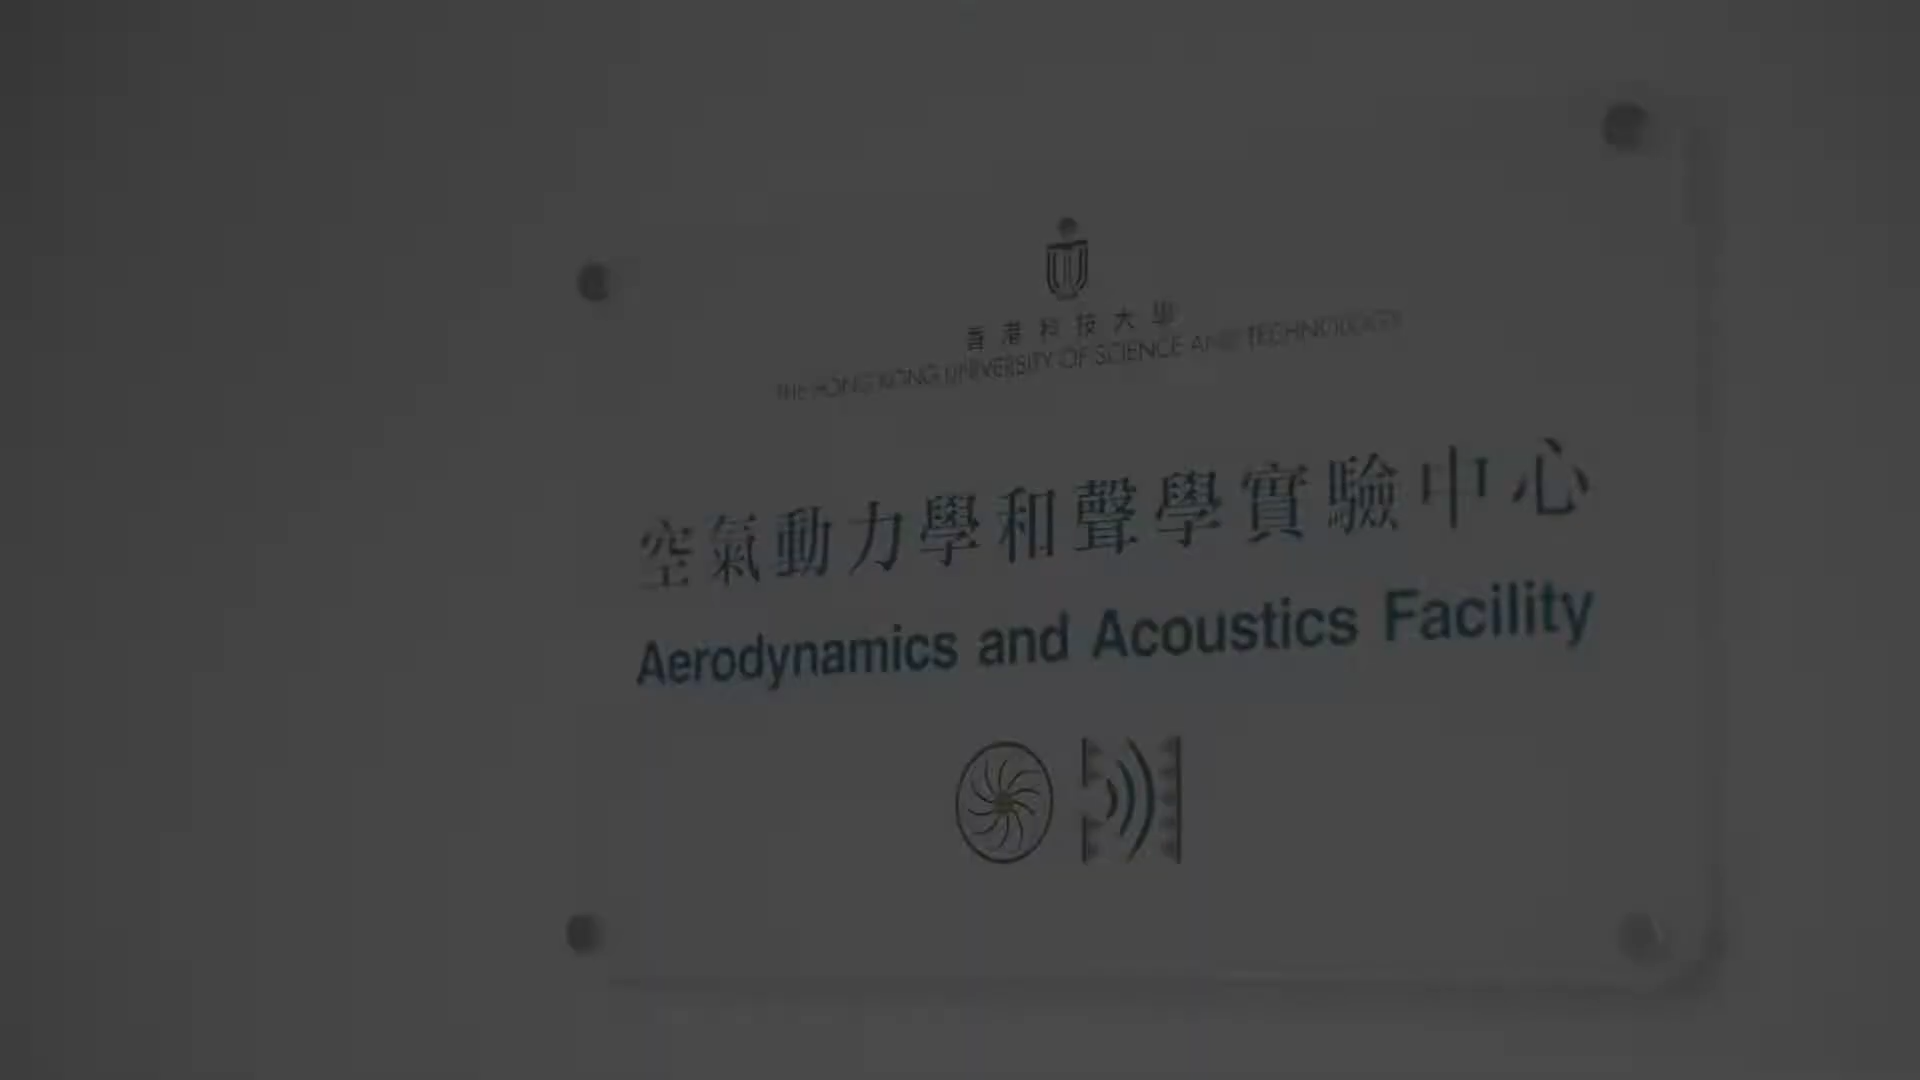 香港科技大學
THE HONG KONG UNIVERSITY OF SCIENCE AND TECHNOLOGY
空氣動力學和聲學實驗中心
Aerodynamics and Acoustics Facility